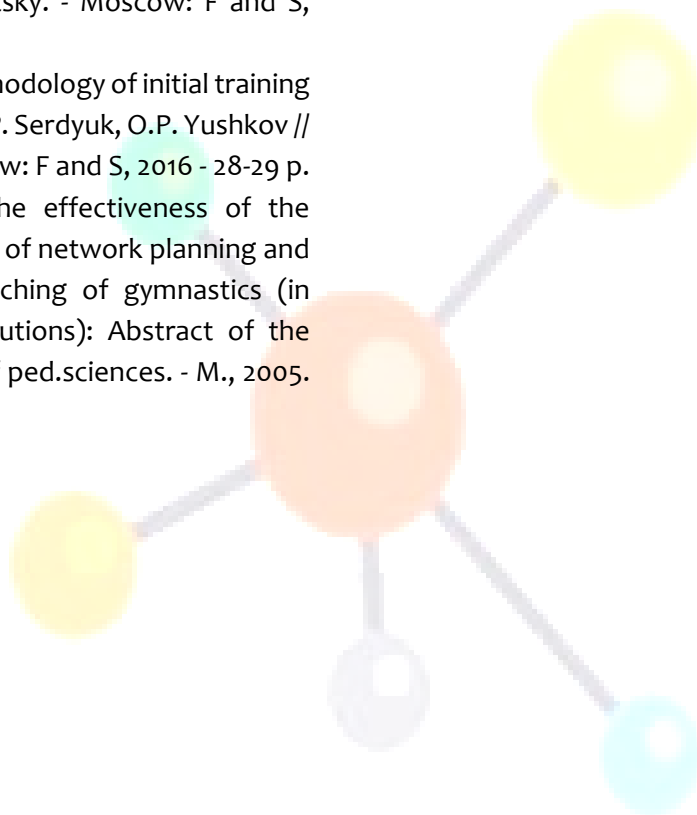 sky. - Moscow: F and S,
nodology of initial training
P. Serdyuk, O.P. Yushkov //
w: F and S, 2016 - 28-29 p.
he effectiveness of the
of network planning and
ching of gymnastics (in
utions): Abstract of the
ped.sciences. - M., 2005.